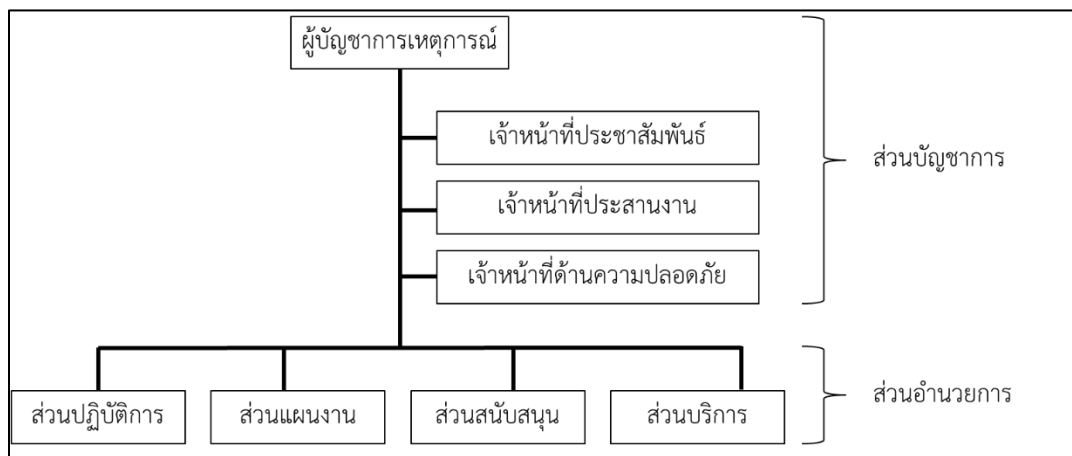 ผู้บัญชาการเหตุการณ์
เจ้าหน้าที่ประชาสัมพันธ์
ส่วนบัญชาการ
เจ้าหน้าที่ประสานงาน
เจ้าหน้าที่ด้านความปลอดภัย
ส่วนปฏิบัติการ
ส่วนแผนงาน
ส่วนสนับสนุน
ส่วนบริการ
ส่วนอำนวยการ